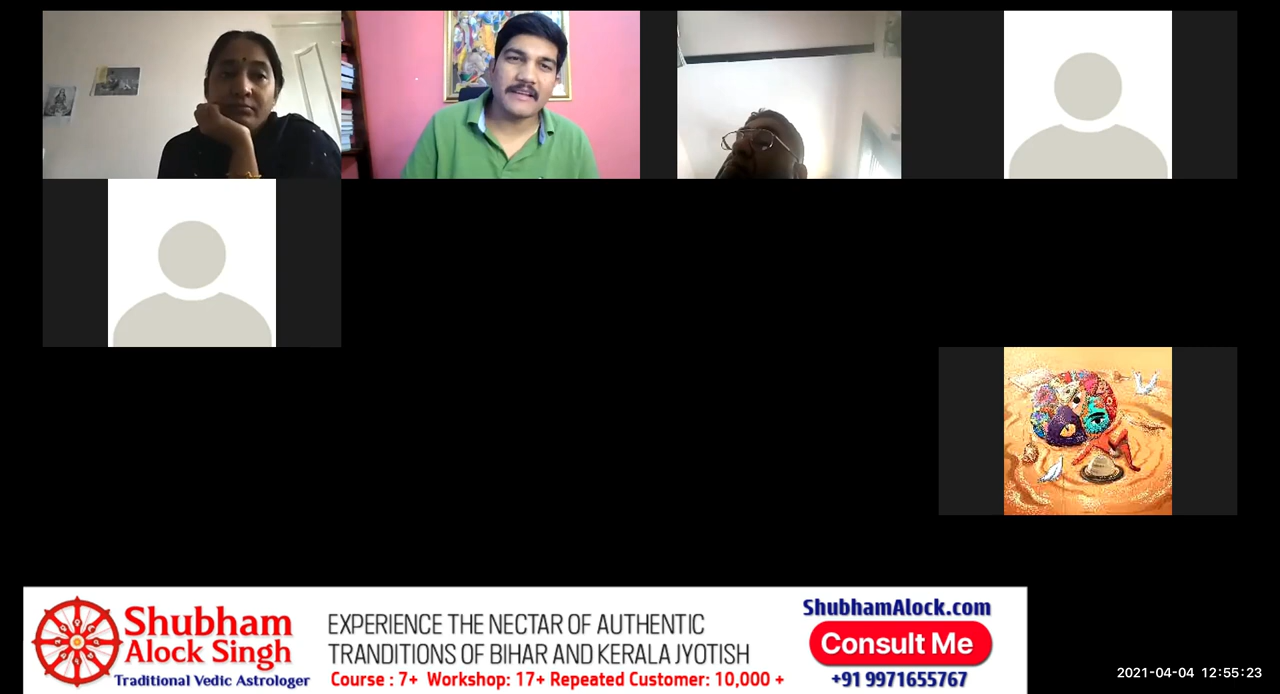 Shubham
Alock Singh
Traditional Vedic Astrologer
EXPERIENCE THE NECTAR OF AUTHENTIC
TRANDITIONS OF BIHAR AND KERALA JYOTISH
Course : 7+ Workshop: 17+ Repeated Customer: 10,000 +
ShubhamAlock.com
Consult Me
+91 9971655767
2021-04-04 12:55:23